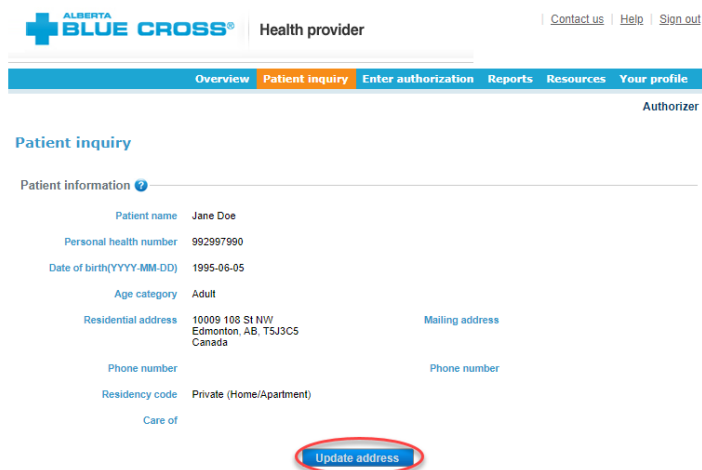 ALBERTA
BLUE CROSS® Health provider
Contact us | Help | Sign out
Overview Patient inquiry Enter authorization Reports Resources Your profile
Authorizer
Patient inquiry
Patient information ?
Patient name Jane Doe
Personal health number 992997990
Date of birth(YYYY-MM-DD) 1995-06-05
Age category Adult
Residential address 10009 108 St NW Mailing address
Edmonton, AB, T5J3C5
Canada
Phone number Phone number
Residency code Private (Home/Apartment)
Care of
Update address